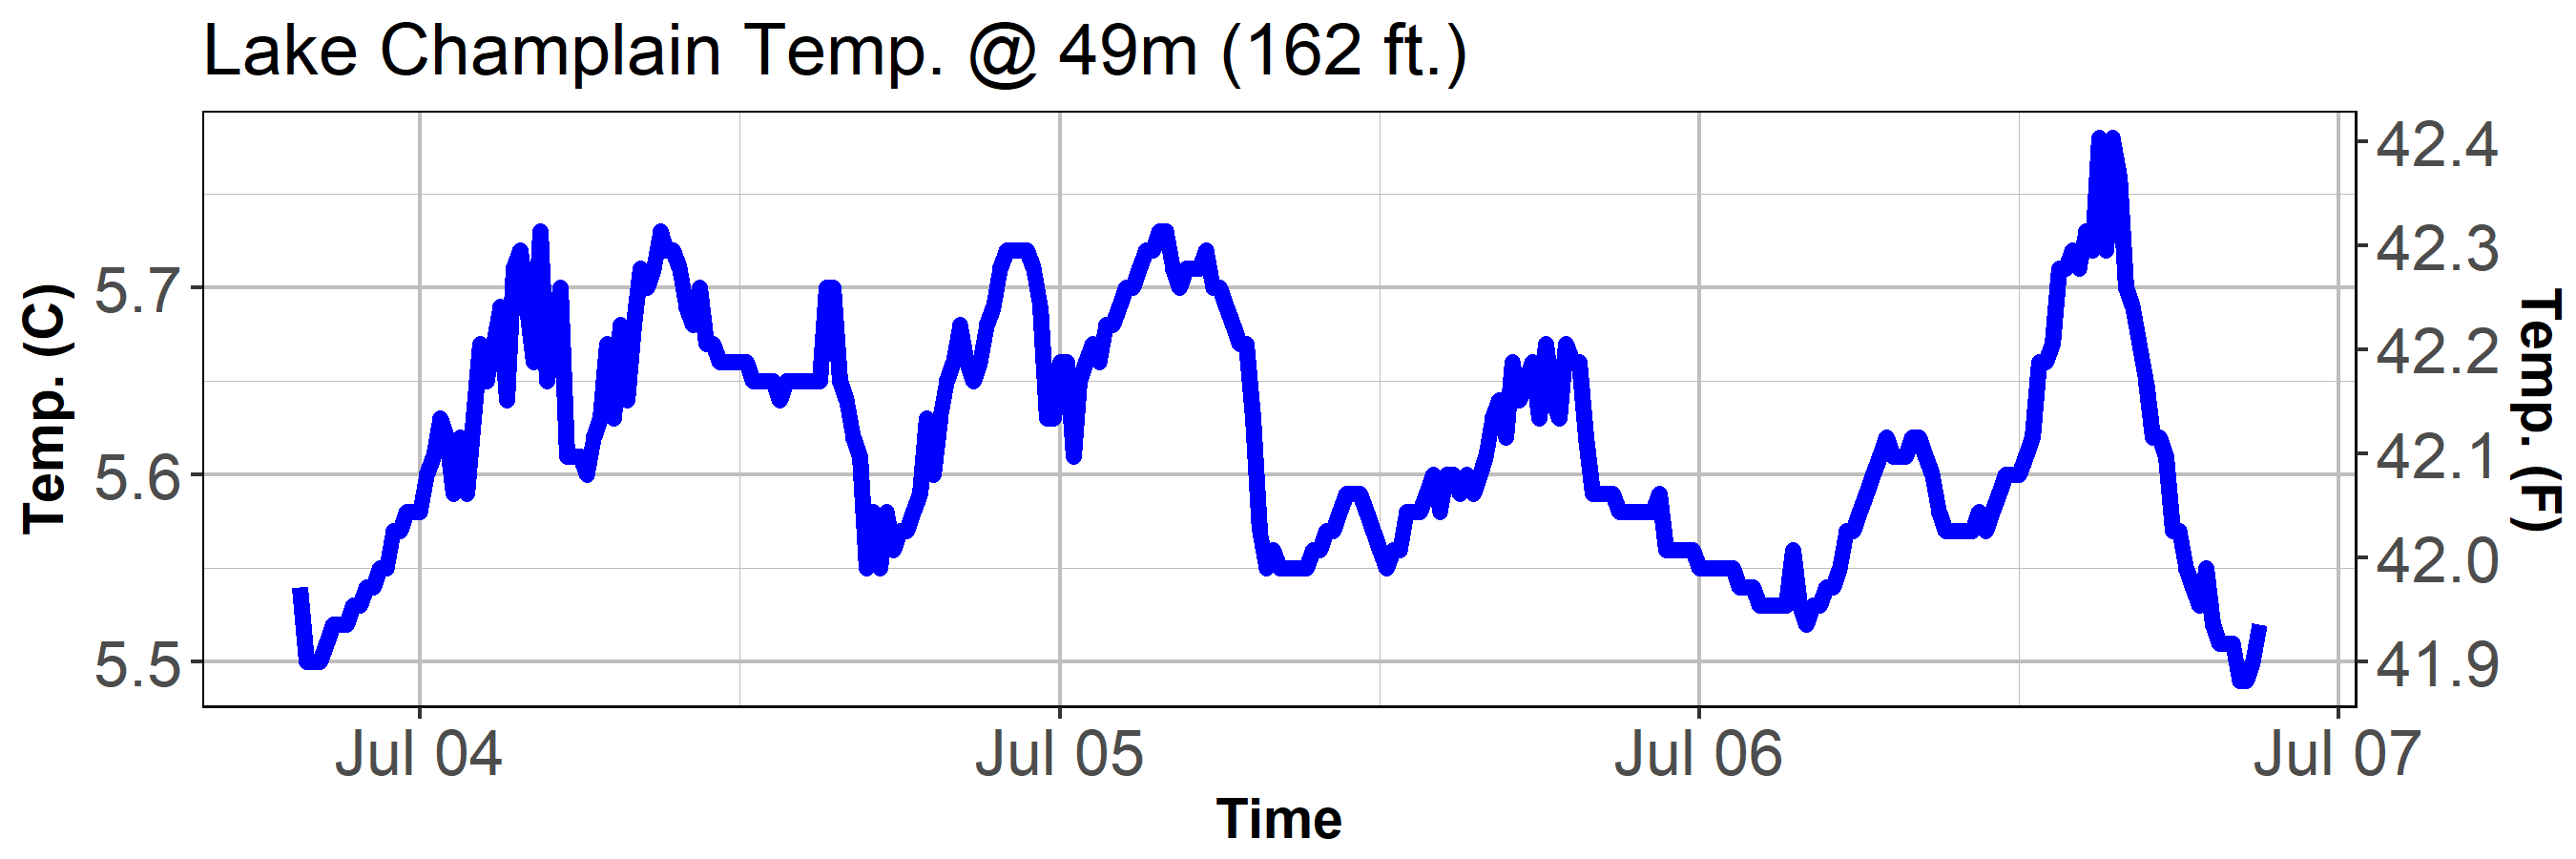 Lake Champlain Temp. @ 49m (162 ft.)
Temp. (C)
5.7
5.6
5.5
42.4
42.3
42.2
42.1
42.0
41.9
Temp. (F)
Jul 04
Jul 05
Jul 06
Jul 07
Time